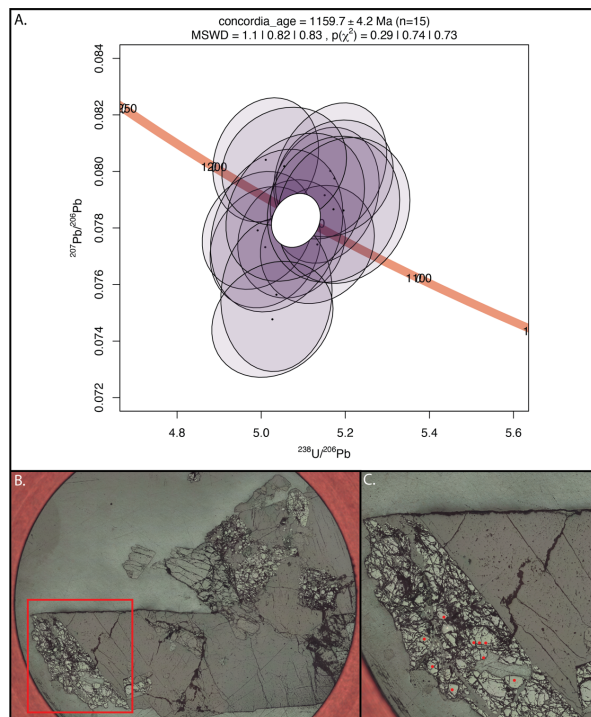 A.
concordia_age = 1159.7 ± 4.2 Ma (n=15)
MSWD = 1.1 | 0.82 | 0.83 , p(χ²) = 0.29 | 0.74 | 0.73
0.084
0.082
0.080
0.078
0.076
0.074
0.072
²⁰⁷Pb/²⁰⁶Pb
1200
1100
4.8
5.0
5.2
5.4
5.6
²³⁸U/²⁰⁶Pb
B.
C.